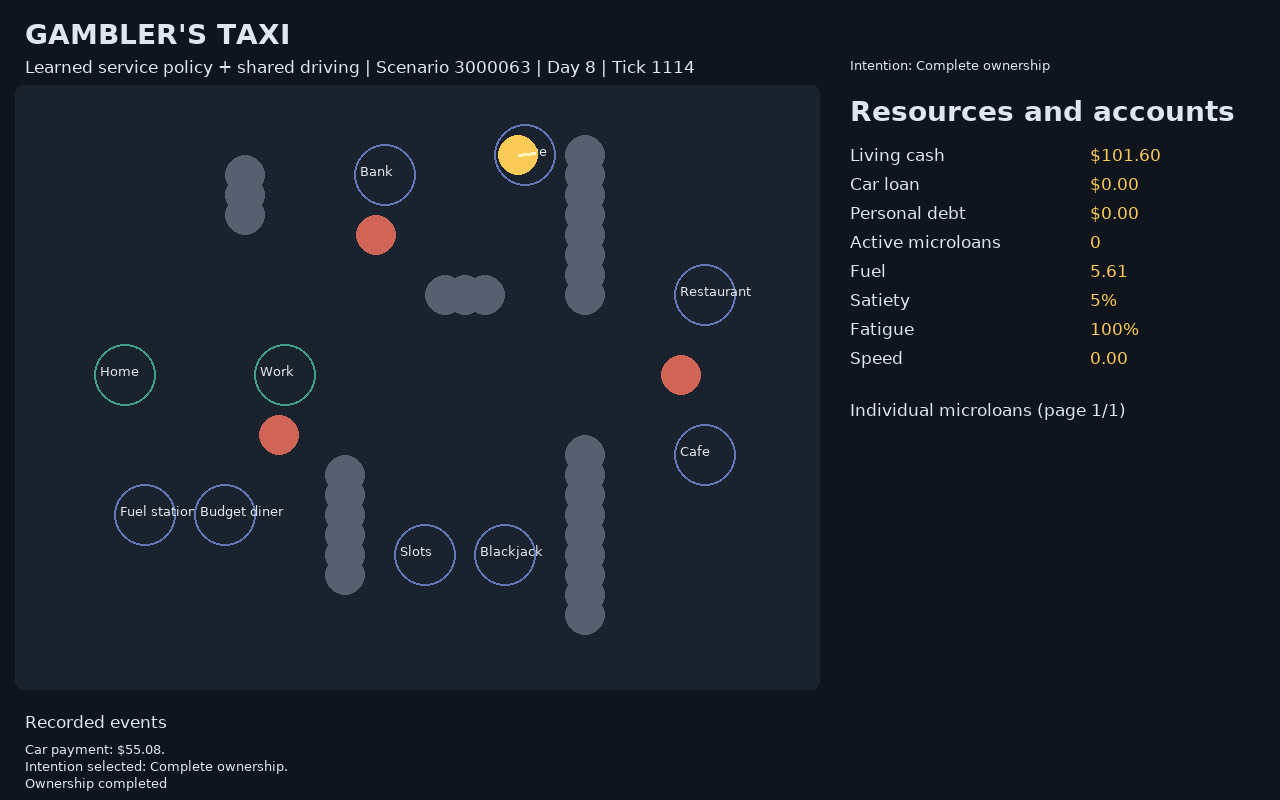 GAMBLER'S TAXI
Learned service policy + shared driving | Scenario 3000063 | Day 8 | Tick 1114
Intention: Complete ownership
Resources and accounts
Living cash $101.60
Car loan $0.00
Personal debt $0.00
Active microloans 0
Fuel 5.61
Satiety 5%
Fatigue 100%
Speed 0.00
Individual microloans (page 1/1)
Bank
Restaurant
Home
Work
Cafe
Fuel station
Budget diner
Slots
Blackjack
Recorded events
Car payment: $55.08.
Intention selected: Complete ownership.
Ownership completed